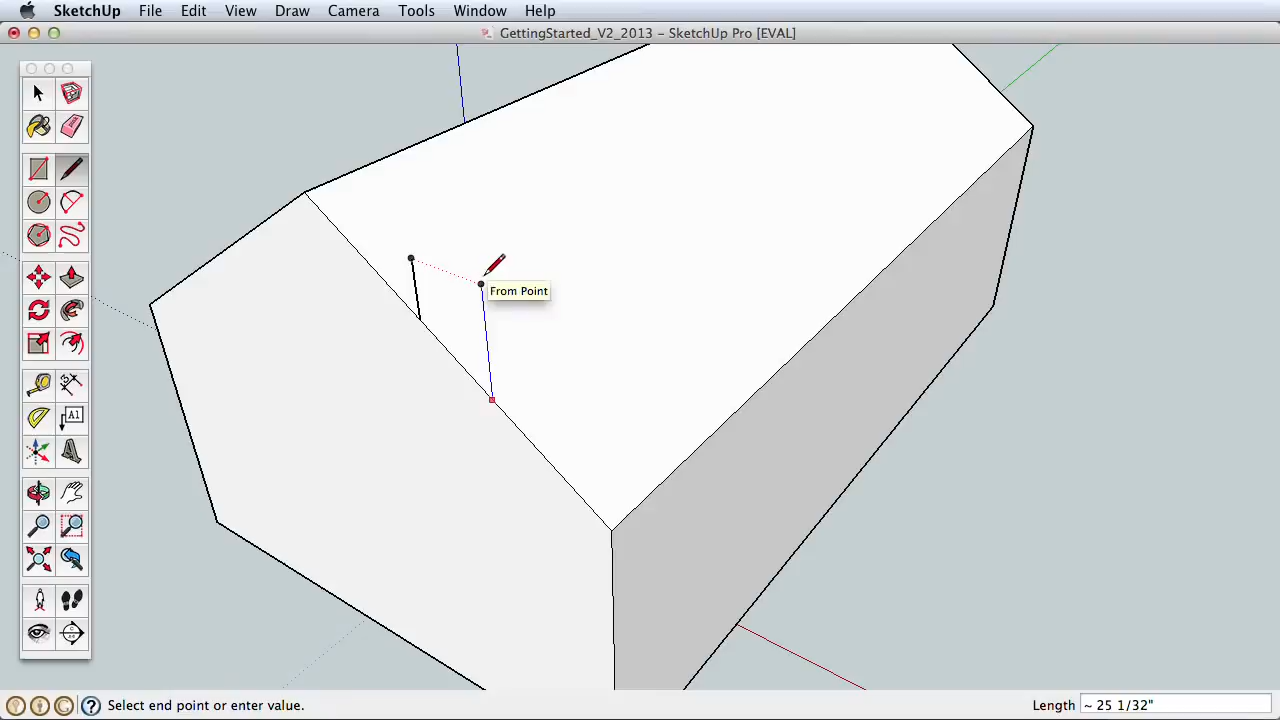 SketchUp File Edit View Draw Camera Tools Window Help
GettingStarted_V2_2013 – SketchUp Pro [EVAL]
From Point
A1
Select end point or enter value.
Length ~ 25 1/32"